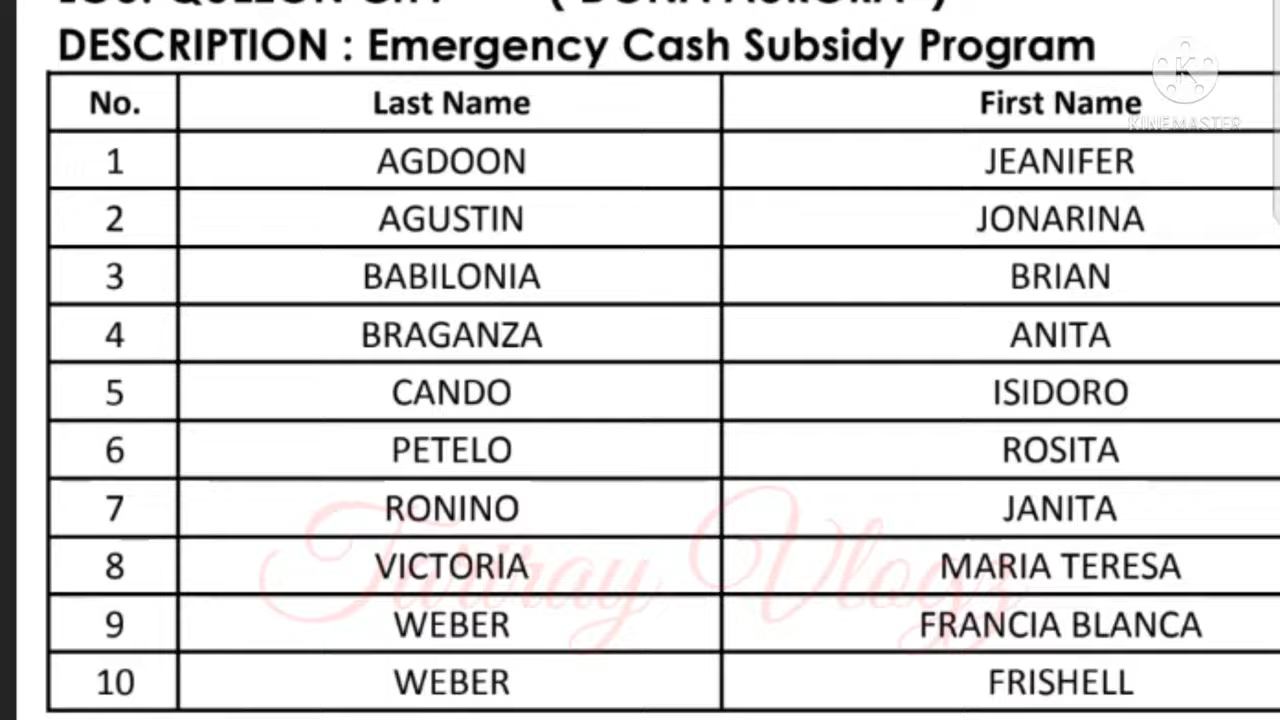 DESCRIPTION : Emergency Cash Subsidy Program
No. Last Name First Name
KINEMASTER
1 AGDOON JEANIFER
2 AGUSTIN JONARINA
3 BABILONIA BRIAN
4 BRAGANZA ANITA
5 CANDO ISIDORO
6 PETELO ROSITA
7 RONINO JANITA
8 VICTORIA MARIA TERESA
Vlogz
9 WEBER FRANCIA BLANCA
10 WEBER FRISHELL